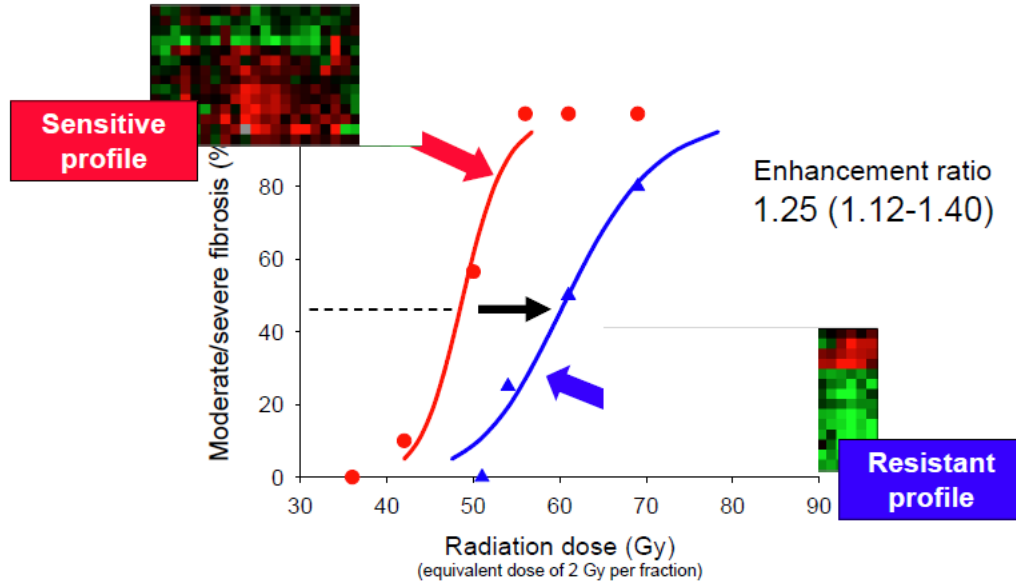 Sensitive
profile
Moderate/severe fibrosis (%
80
60
40
20
0
30
40
50
60
70
80
90
Radiation dose (Gy)
(equivalent dose of 2 Gy per fraction)
Enhancement ratio
1.25 (1.12-1.40)
Resistant
profile